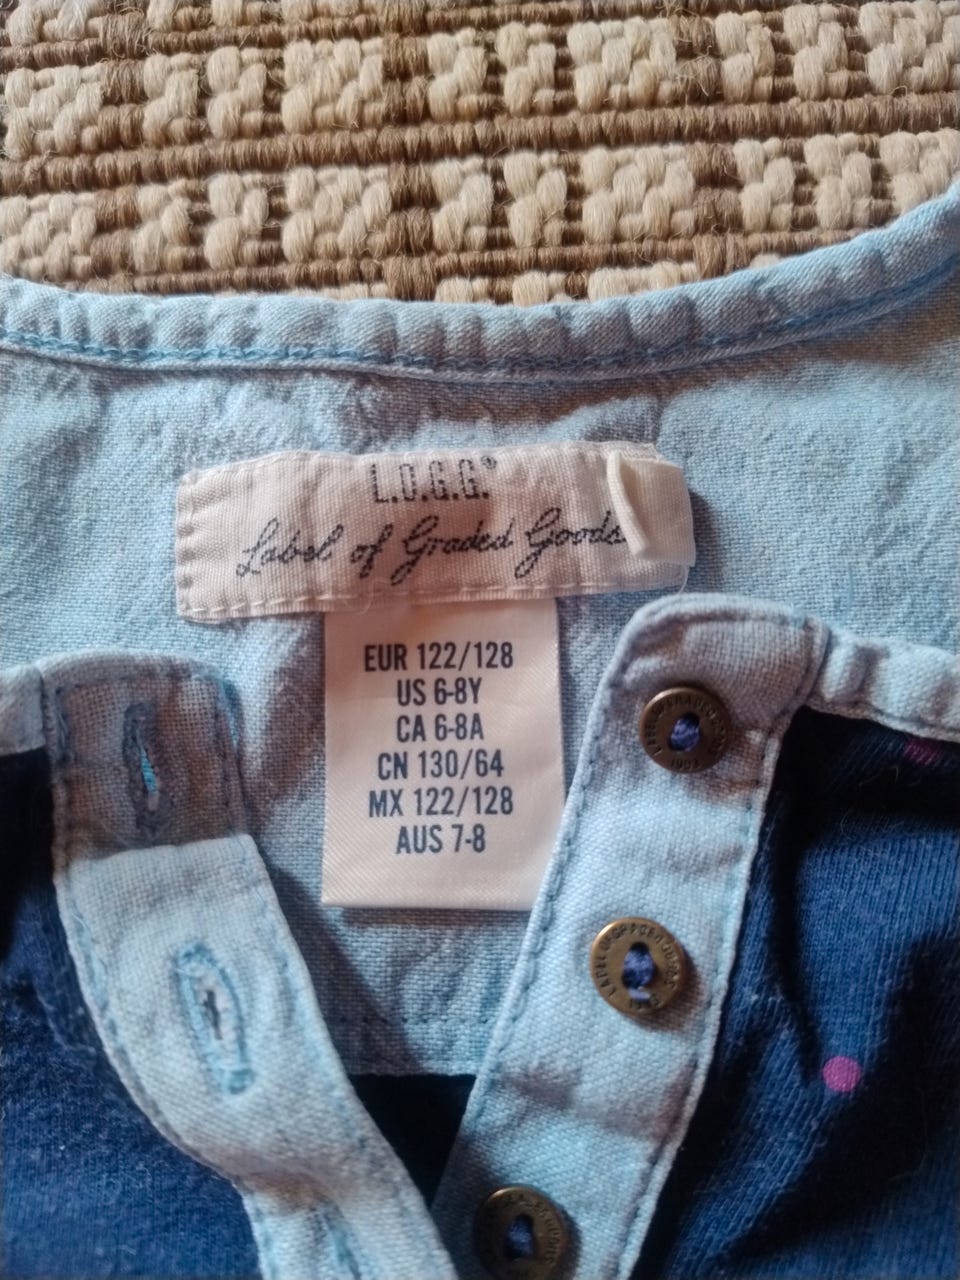 L.O.G.G.®
Label of Graded Goods
EUR 122/128
US 6-8Y
CA 6-8A
CN 130/64
MX 122/128
AUS 7-8